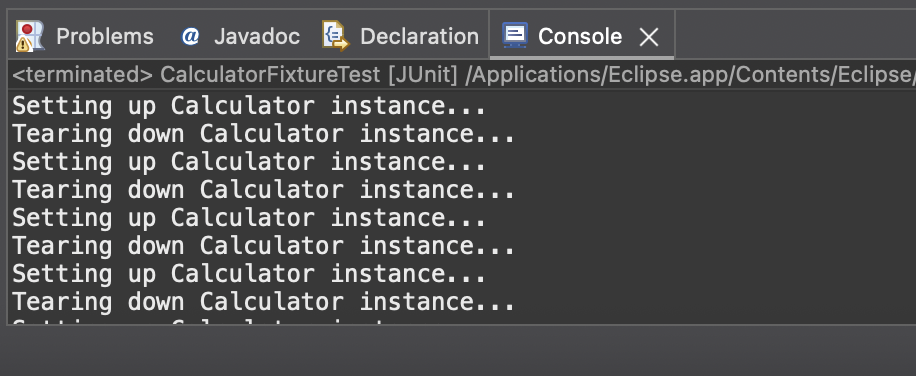 Problems @ Javadoc Declaration Console
<terminated> CalculatorFixtureTest [JUnit] /Applications/Eclipse.app/Contents/Eclipse/
Setting up Calculator instance...
Tearing down Calculator instance...
Setting up Calculator instance...
Tearing down Calculator instance...
Setting up Calculator instance...
Tearing down Calculator instance...
Setting up Calculator instance...
Tearing down Calculator instance...